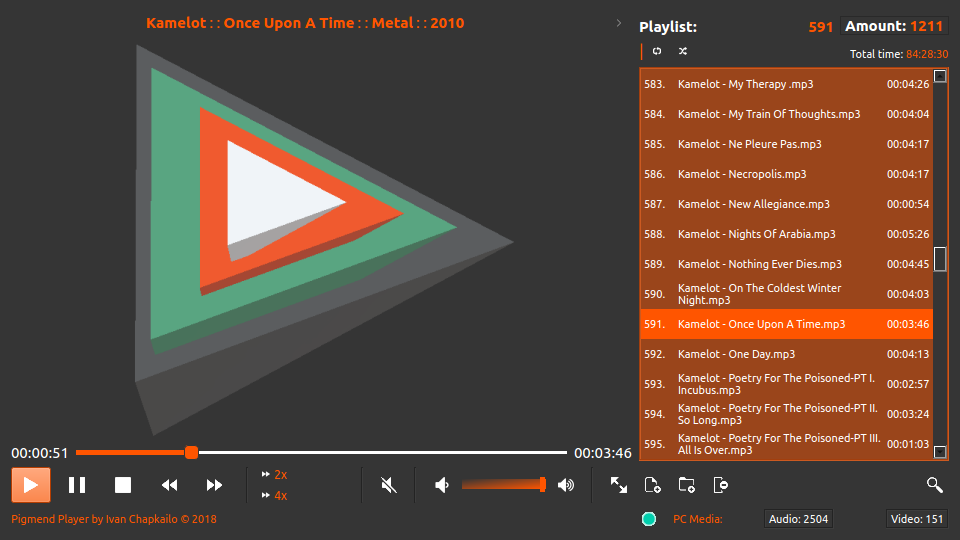 Kamelot : : Once Upon A Time : : Metal : : 2010
Playlist:
591
Amount: 1211
Total time: 84:28:30
583. Kamelot - My Therapy .mp3 00:04:26
584. Kamelot - My Train Of Thoughts.mp3 00:04:04
585. Kamelot - Ne Pleure Pas.mp3 00:04:17
586. Kamelot - Necropolis.mp3 00:04:17
587. Kamelot - New Allegiance.mp3 00:00:54
588. Kamelot - Nights Of Arabia.mp3 00:05:26
589. Kamelot - Nothing Ever Dies.mp3 00:04:45
590. Kamelot - On The Coldest Winter
Night.mp3 00:04:03
591. Kamelot - Once Upon A Time.mp3 00:03:46
592. Kamelot - One Day.mp3 00:04:13
593. Kamelot - Poetry For The Poisoned-PT I.
Incubus.mp3 00:02:57
594. Kamelot - Poetry For The Poisoned-PT II.
So Long.mp3 00:03:24
595. Kamelot - Poetry For The Poisoned-PT III.
All Is Over.mp3 00:01:03
00:00:51
00:03:46
2x
4x
Pigmend Player by Ivan Chapkailo © 2018
PC Media:
Audio: 2504
Video: 151